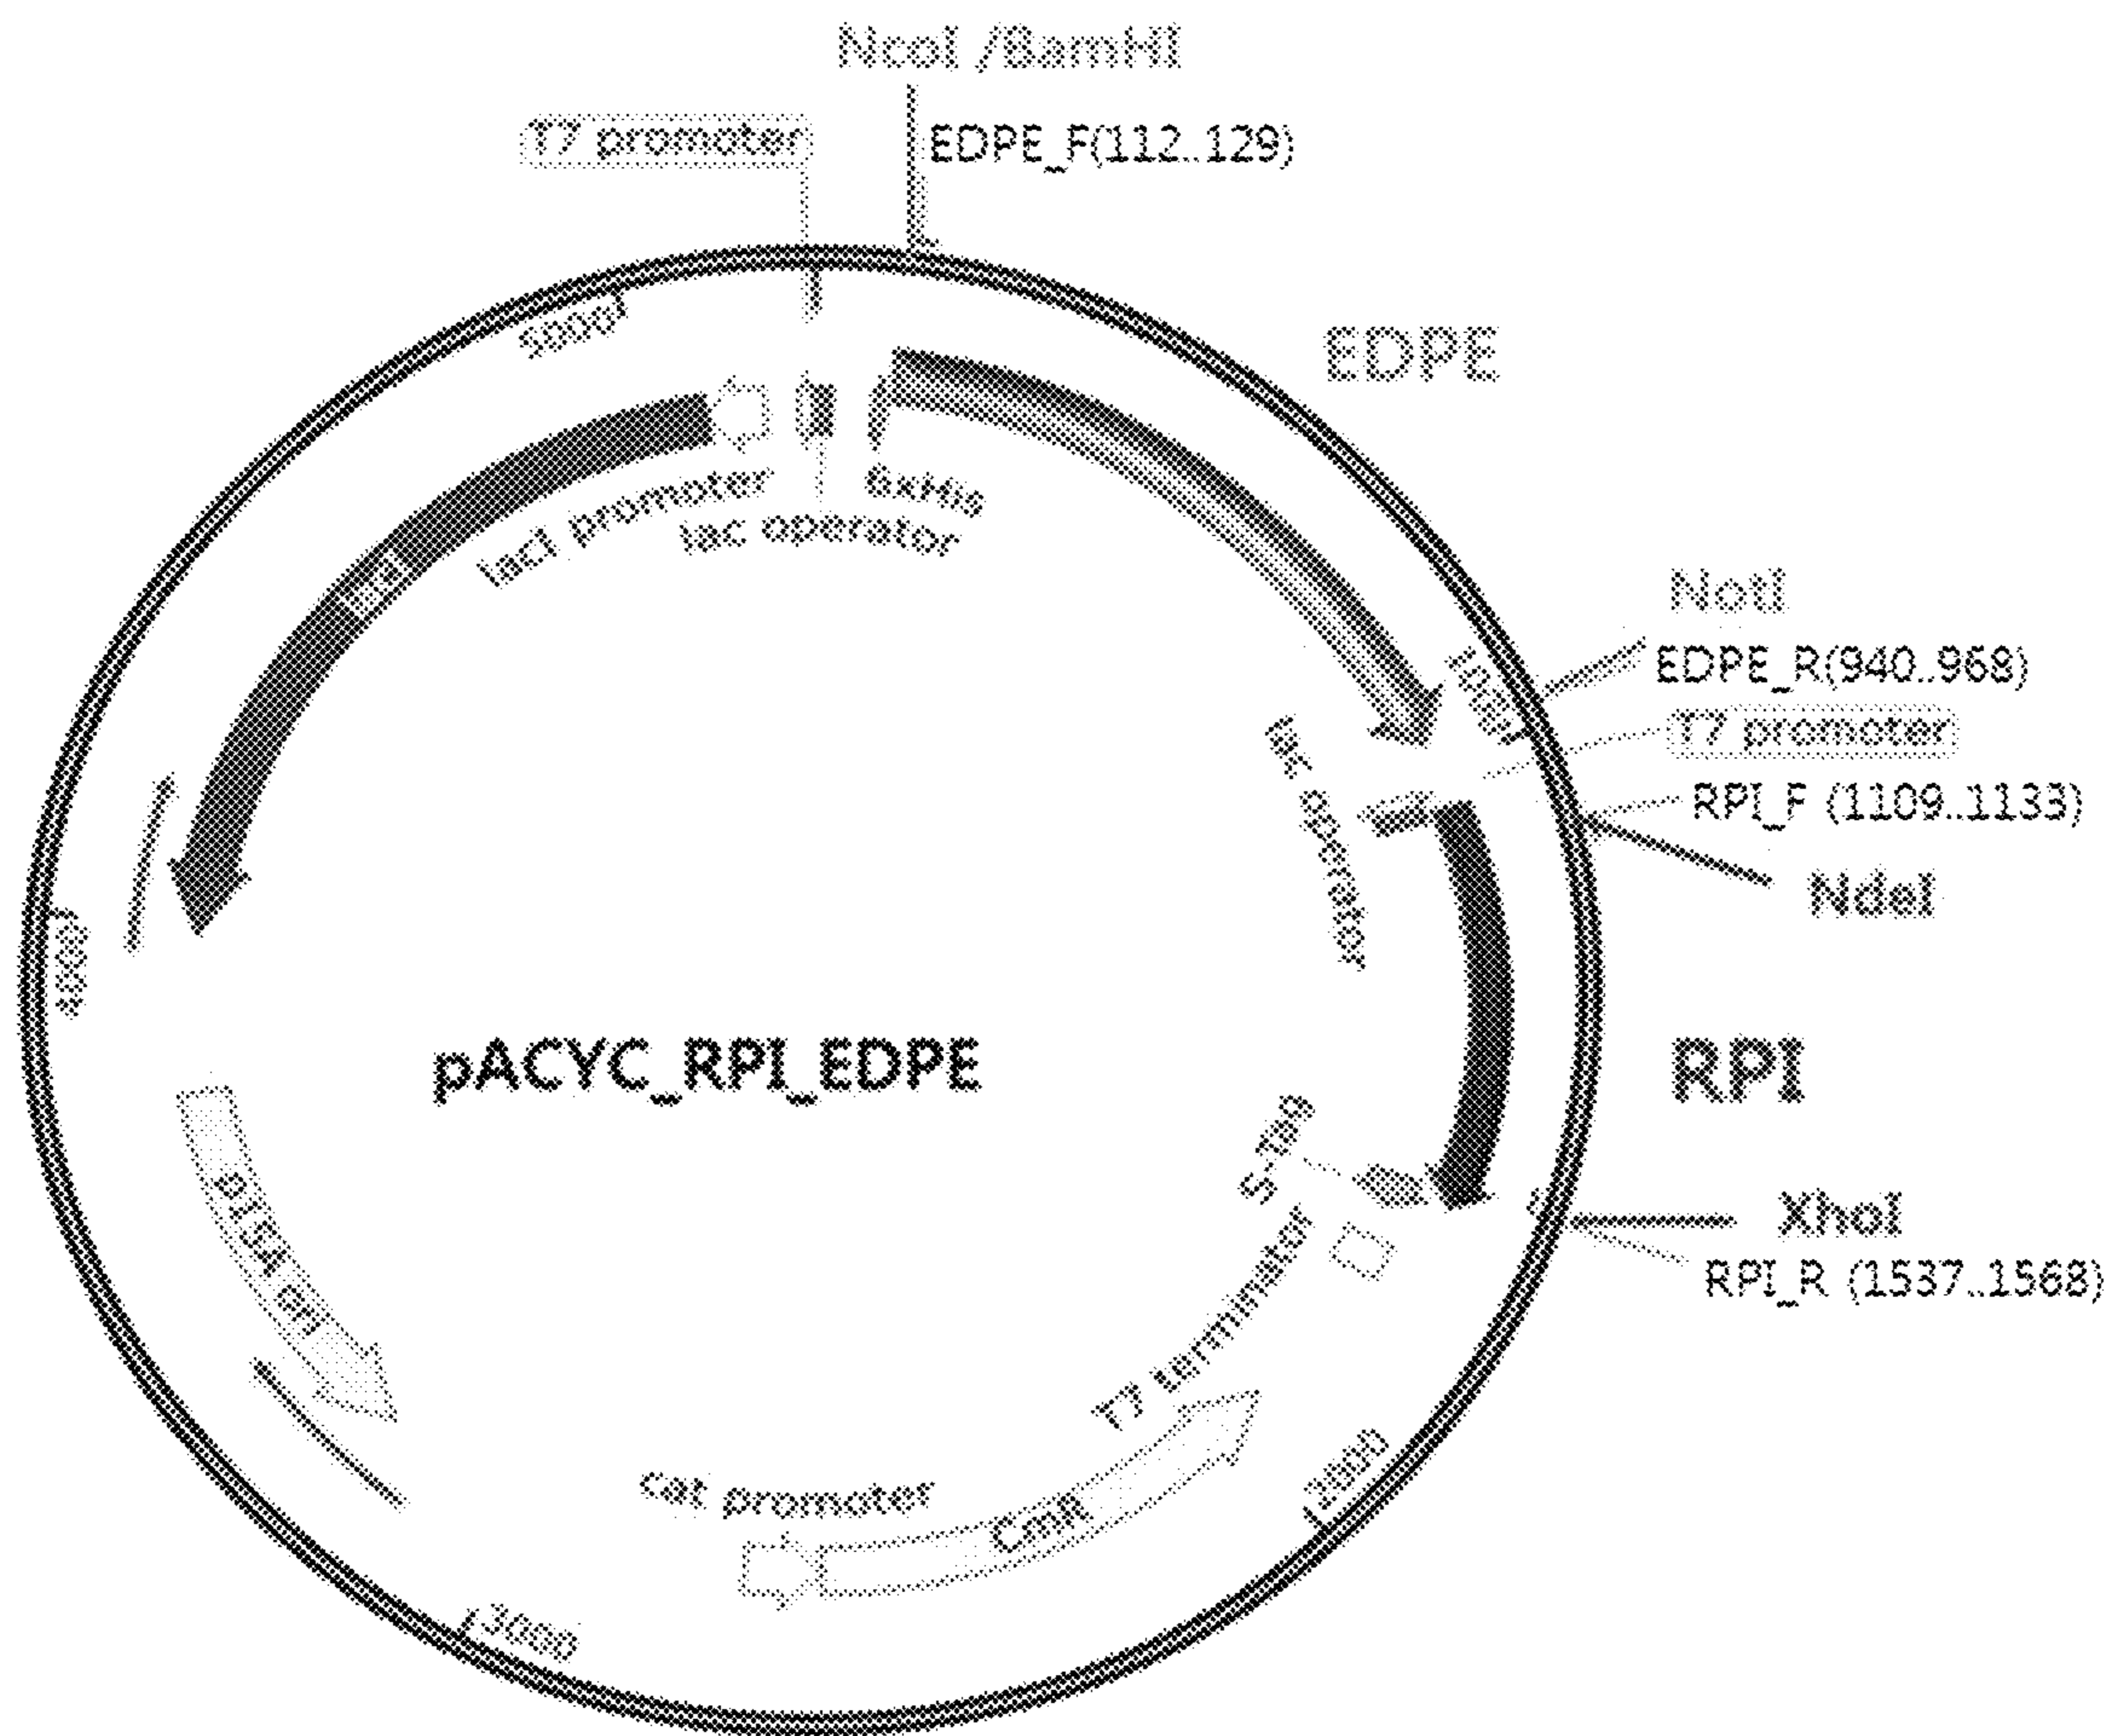 NcoI /BamHI
T7 promoter
EDPE_F(112..129)
5000
EDPE
lacI
lacI promoter
6xHis
lac operator
NotI
EDPE_R(940..968)
1000
T7 promoter
lac operator
RPI_F (1109..1133)
NdeI
4000
pACYC_RPI_EDPE
RPI
S-tag
XhoI
RPI_R (1537..1568)
p15A ori
T7 terminator
2000
cat promoter
CmR
3000